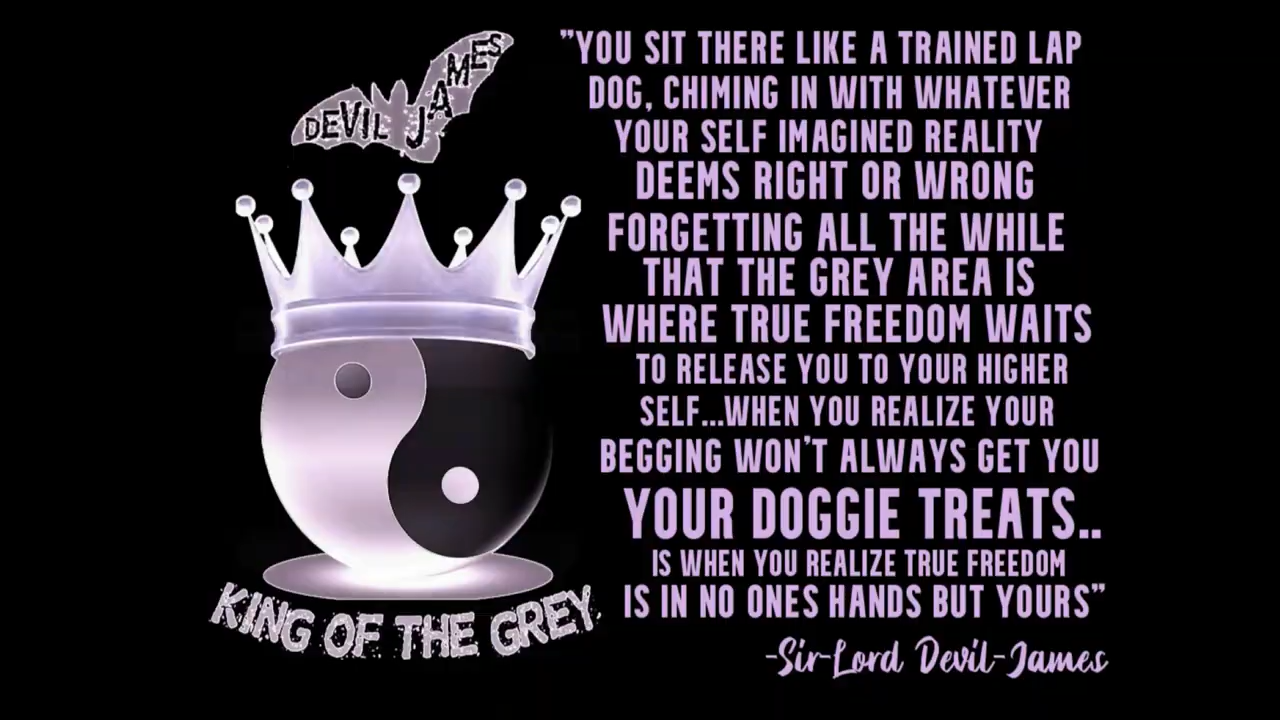 DEVIL JAMES
KING OF THE GREY
"YOU SIT THERE LIKE A TRAINED LAP
DOG, CHIMING IN WITH WHATEVER
YOUR SELF IMAGINED REALITY
DEEMS RIGHT OR WRONG
FORGETTING ALL THE WHILE
THAT THE GREY AREA IS
WHERE TRUE FREEDOM WAITS
TO RELEASE YOU TO YOUR HIGHER
SELF...WHEN YOU REALIZE YOUR
BEGGING WON'T ALWAYS GET YOU
YOUR DOGGIE TREATS..
IS WHEN YOU REALIZE TRUE FREEDOM
IS IN NO ONES HANDS BUT YOURS"
-Sir-Lord Devil-James